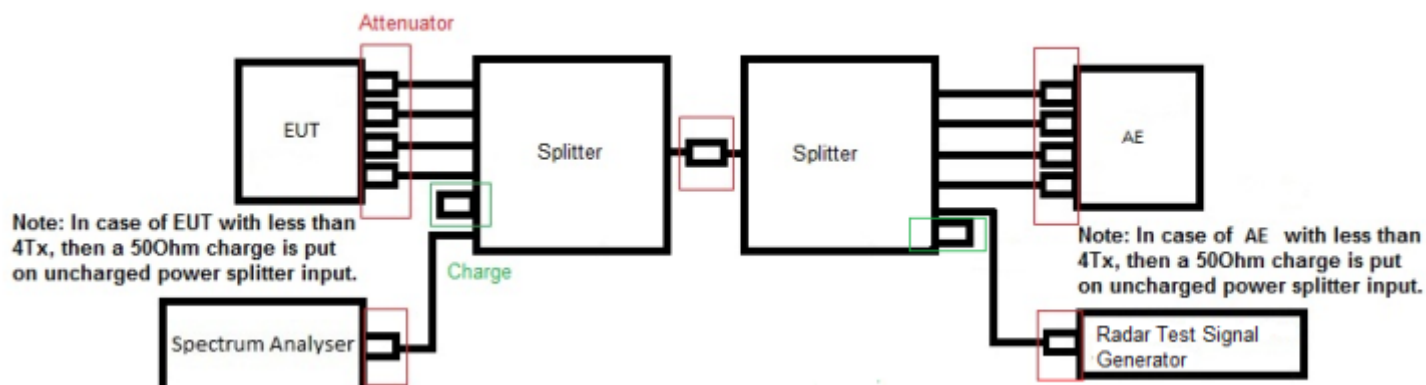 Attenuator
EUT
Splitter
Splitter
AE
Note: In case of EUT with less than
4Tx, then a 50Ohm charge is put
on uncharged power splitter input.
Charge
Note: In case of AE with less than
4Tx, then a 50Ohm charge is put
on uncharged power splitter input.
Spectrum Analyser
Radar Test Signal
Generator